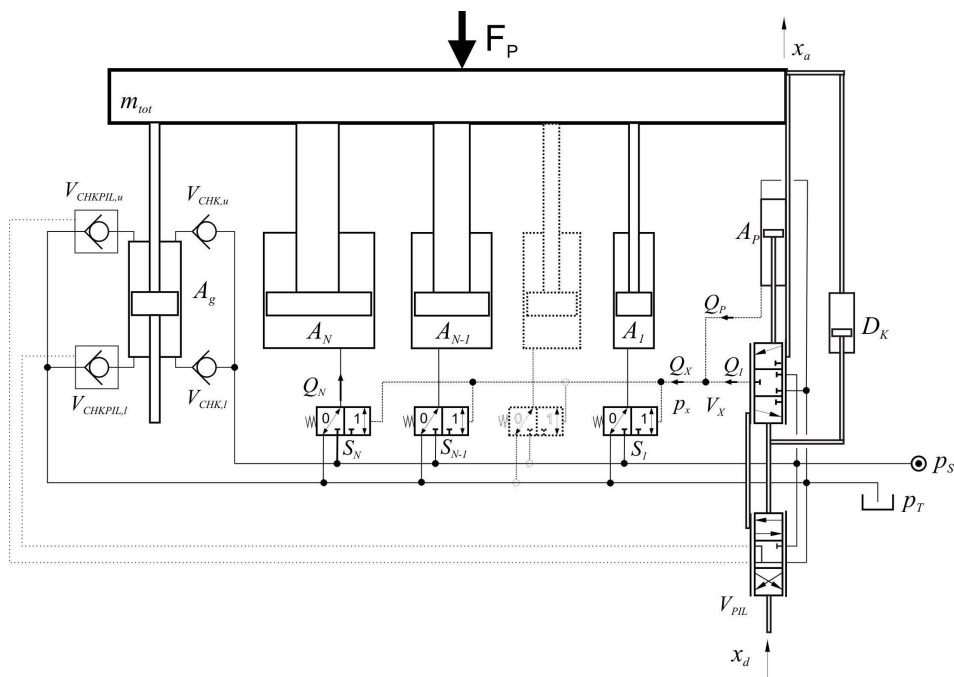 F_P
x_a
m_tot
V_CHKPIL,u
V_CHK,u
A_P
A_g
Q_P
D_K
A_N
A_N-1
A_1
V_CHKPIL,l
V_CHK,l
Q_N
Q_X
Q_I
p_x
V_X
0 1
0 1
0 1
0 1
S_N
S_N-1
S_1
p_S
p_T
V_PIL
x_d